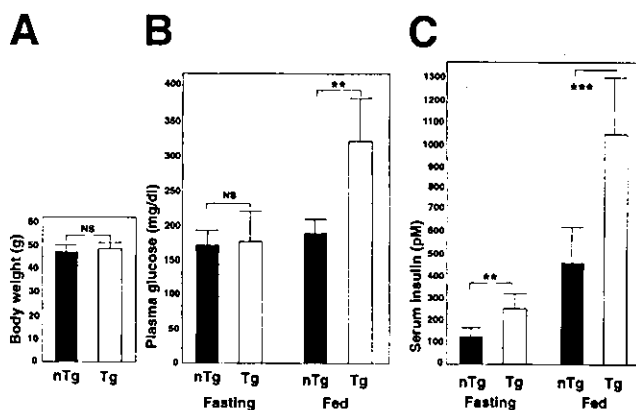 A
B
C
Body weight (g)
60
50
40
30
20
10
0
NS
nTg Tg
Plasma glucose (mg/dl)
400
350
300
250
200
150
100
50
0
NS
**
nTg Tg nTg Tg
Fasting Fed
Serum insulin (pM)
1300
1200
1100
1000
900
800
700
600
500
400
300
200
100
0
**
***
nTg Tg nTg Tg
Fasting Fed